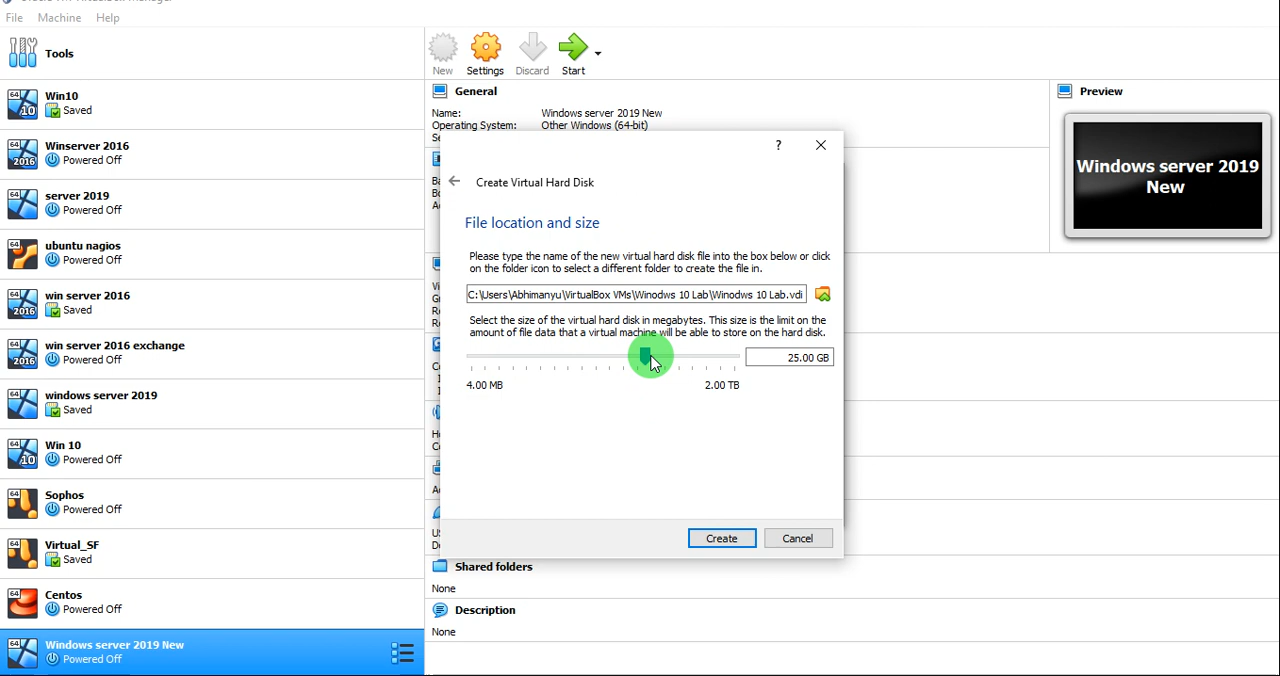 File Machine Help
Tools
New Settings Discard Start
Win10
Saved
Winserver 2016
Powered Off
server 2019
Powered Off
ubuntu nagios
Powered Off
win server 2016
Saved
win server 2016 exchange
Powered Off
windows server 2019
Saved
Win 10
Powered Off
Sophos
Powered Off
Virtual_SF
Saved
Centos
Powered Off
Windows server 2019 New
Powered Off
General
Name: Windows server 2019 New
Operating System: Other Windows (64-bit)
Preview
Windows server 2019
New
?
Create Virtual Hard Disk
File location and size
Please type the name of the new virtual hard disk file into the box below or click
on the folder icon to select a different folder to create the file in.
C:\Users\Abhimanyu\VirtualBox VMs\Winodws 10 Lab\Winodws 10 Lab.vdi
Select the size of the virtual hard disk in megabytes. This size is the limit on the
amount of file data that a virtual machine will be able to store on the hard disk.
25.00 GB
4.00 MB 2.00 TB
Create Cancel
Shared folders
None
Description
None